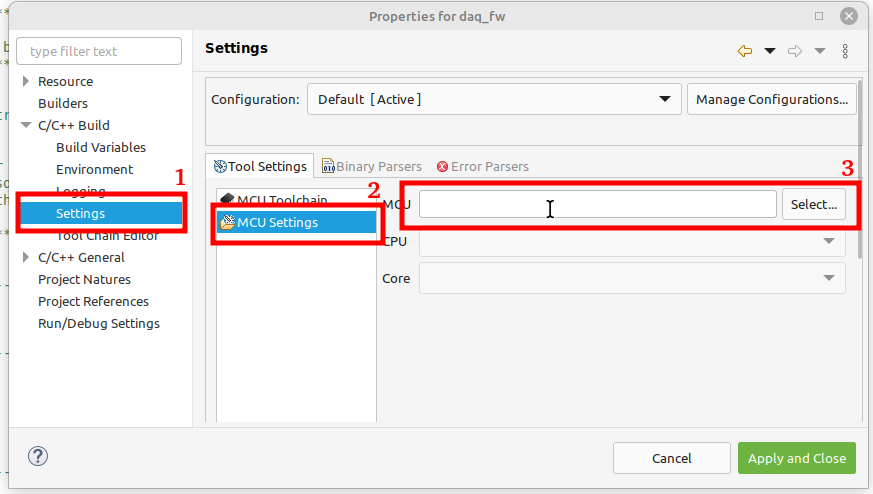 Properties for daq_fw
type filter text
Settings
Resource
Builders
C/C++ Build
Build Variables
Environment
Logging
Settings
Tool Chain Editor
C/C++ General
Project Natures
Project References
Run/Debug Settings
1
Configuration:
Default [ Active ]
Manage Configurations...
Tool Settings
Binary Parsers
Error Parsers
2
3
MCU Toolchain
MCU Settings
MCU
Select...
CPU
Core
Cancel
Apply and Close